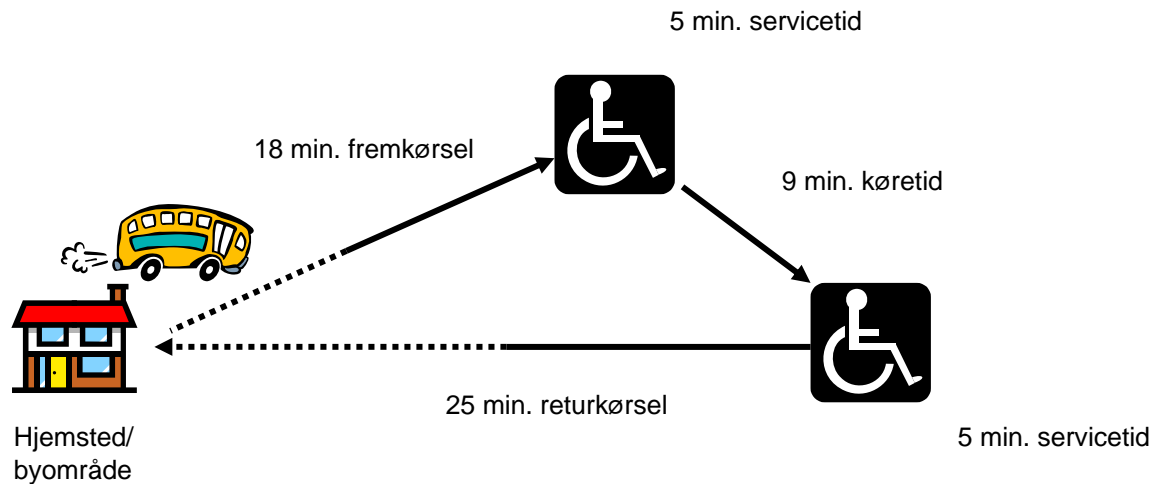 5 min. servicetid
18 min. fremkørsel
9 min. køretid
25 min. returkørsel
Hjemsted/
byområde
5 min. servicetid